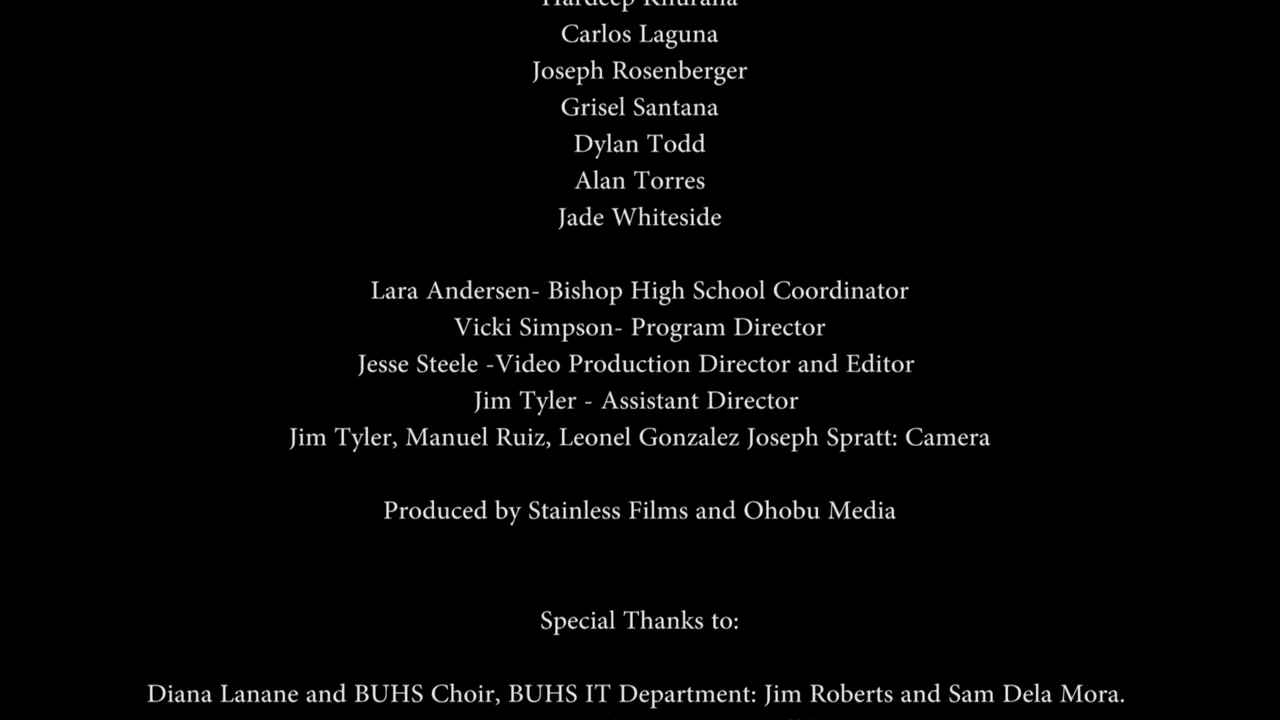 Hardeep Khurana
Carlos Laguna
Joseph Rosenberger
Grisel Santana
Dylan Todd
Alan Torres
Jade Whiteside
Lara Andersen- Bishop High School Coordinator
Vicki Simpson- Program Director
Jesse Steele -Video Production Director and Editor
Jim Tyler - Assistant Director
Jim Tyler, Manuel Ruiz, Leonel Gonzalez Joseph Spratt: Camera
Produced by Stainless Films and Ohobu Media
Special Thanks to:
Diana Lanane and BUHS Choir, BUHS IT Department: Jim Roberts and Sam Dela Mora.